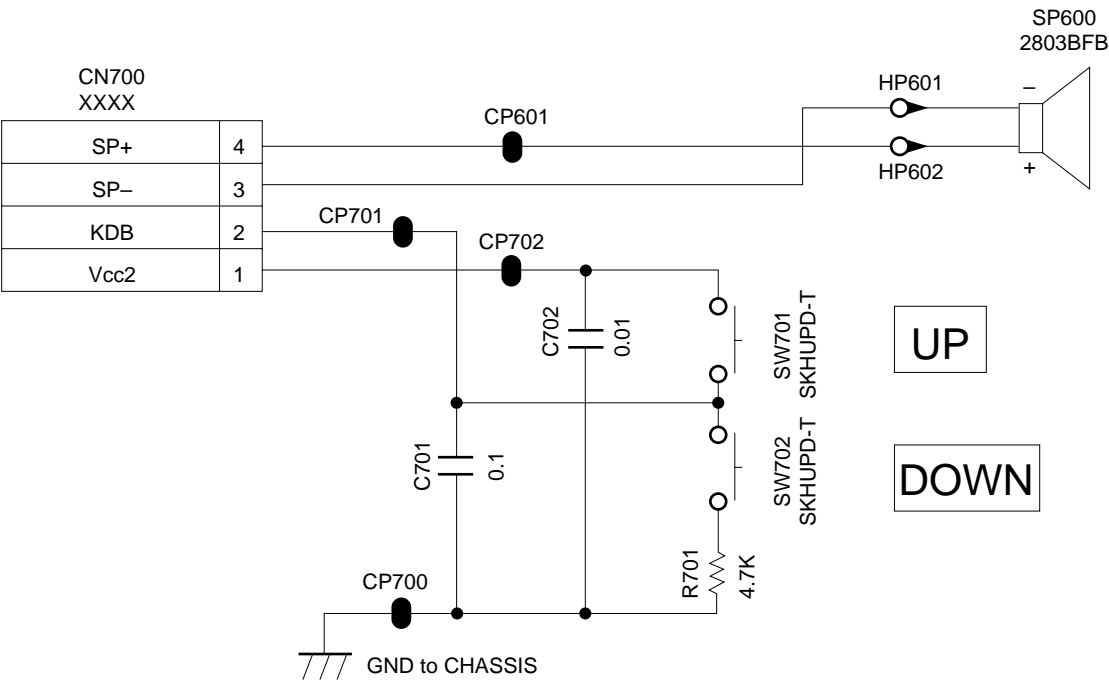 SP600
2803BFB
CN700
XXXX
HP601
–
CP601
SP+ 4
HP602
+
SP– 3
CP701
KDB 2
CP702
Vcc2 1
C702
0.01
SW701
SKHUPD-T
UP
C701
0.1
SW702
SKHUPD-T
DOWN
R701
4.7K
CP700
GND to CHASSIS